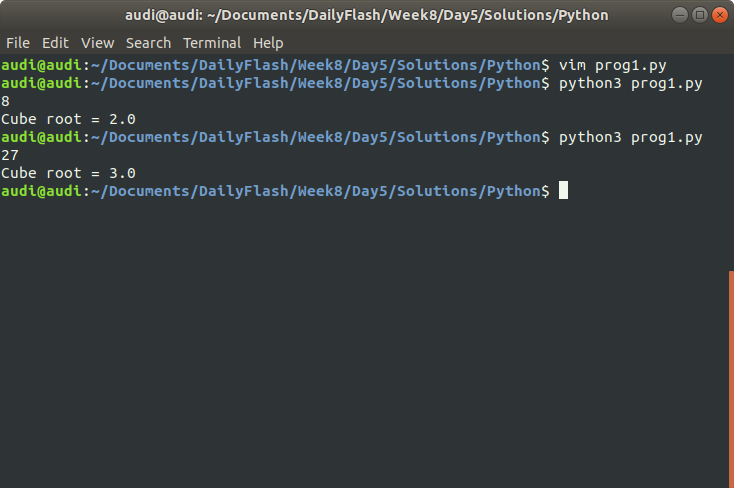 audi@audi: ~/Documents/DailyFlash/Week8/Day5/Solutions/Python
File Edit View Search Terminal Help
audi@audi:~/Documents/DailyFlash/Week8/Day5/Solutions/Python$ vim prog1.py
audi@audi:~/Documents/DailyFlash/Week8/Day5/Solutions/Python$ python3 prog1.py
8
Cube root = 2.0
audi@audi:~/Documents/DailyFlash/Week8/Day5/Solutions/Python$ python3 prog1.py
27
Cube root = 3.0
audi@audi:~/Documents/DailyFlash/Week8/Day5/Solutions/Python$